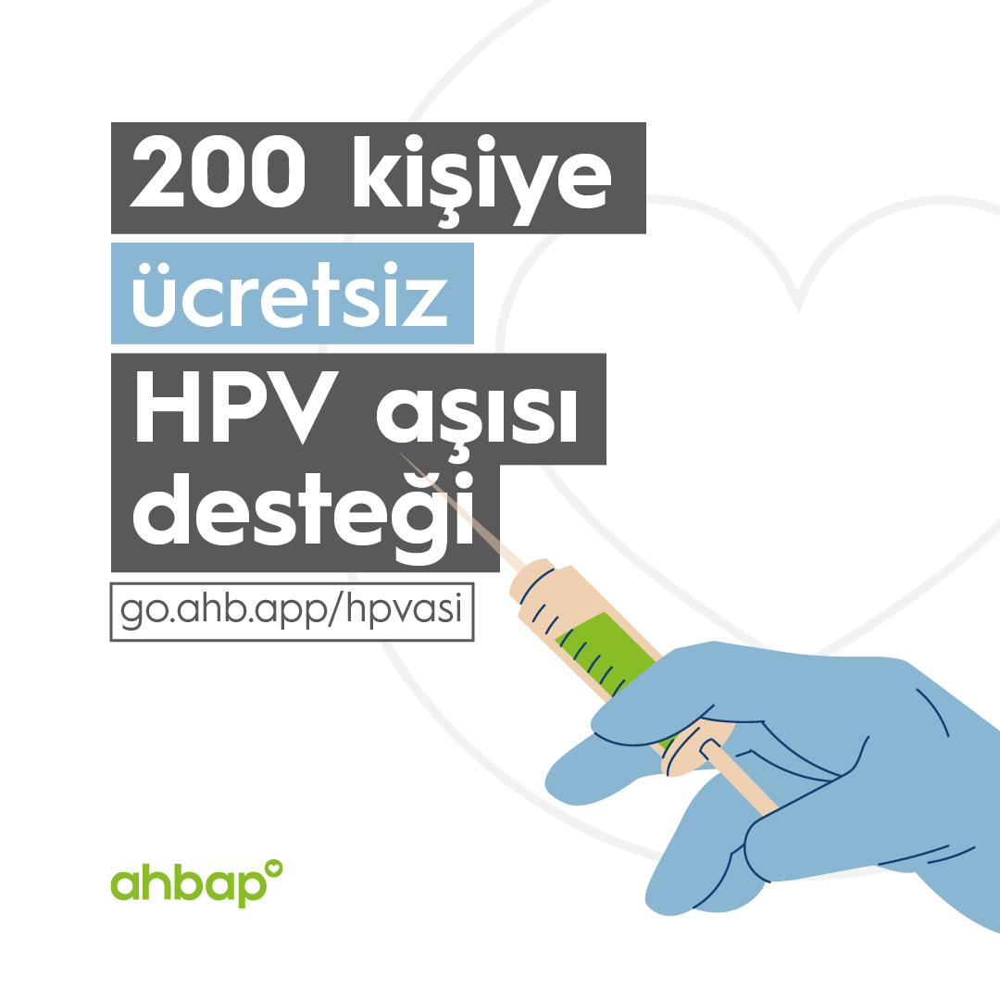 200 kişiye
ücretsiz
HPV aşısı
desteği
go.ahb.app/hpvasi
ahbap